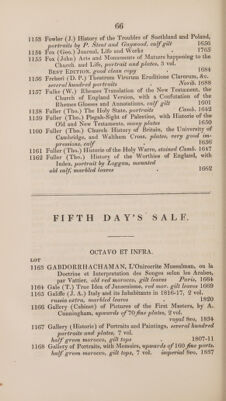 66
1153 Fowler (J.) History of the Troubles of Suethland and Poland,
portraits by P. Stent and Gaywood, calf gilt 1656
1154 Fox (Geo.) Journal, Life and Works 1765
1155 Fox (John) Acts and Monuments of Mature happening to the
Church and Life, portrait and plates, 3 vol.
BEST EDITION. good clean copy 1684
1156 Freheri (D. P.) Theatrum Virorum Eruditione Clarorum, &c.
several hundred portraits Norib. 1688
1157 Fulke (W.) Rhemes Translation of the New Testament, the
Church of England Version, with a Confutation of the
Rhemes Glosses and Annotations, calf gilt 1601
1158 Fuller (Tho.) The Holy State, portraits Camb. 1642
1159 Fuller (Tho.) Pisgah-Sight of Palestine, with Historie of the
Old and New Testaments, many plates 1650
1160 Fuller (Tho.) Church History of Britain, the University of
Cambridge, and Waltham Cross, plates, very good im-
pressions, calf 1656
1161 Fuller (Tho.) Historie of the Holy Warre, stained Camb. 1647
1162 Fuller (Tho.) History of the Worthies of England, with
Index, portrait by Loggan, mounted
old calf, marbled leaves 1662
FIFTH DAY'S SALE.
OCTAVO ET INFRA.
LOT
1163 GABDORRHACHAMAN, L'Onirocrite Mussulman, ou la
Doctrine et Interpretation des Songes selon les Arabes,
par Vattier, old red morocco, gilt leaves Paris, 1664
1164 Gale (T.) True Idea of Jansenisme, red mor. gilt leaves 1669
1165 Galiffe (J. A.) Italy and its Inhabitants in 1816-17, 2 vol.
russia extra, marbled leaves 1820
1166 Gallery (Cabinet) of Pictures of the First Masters, by A.
Cunningham, upwards of 70 fine plates, 2 vol.
royal 8vo, 1834
1167 Gallery (Historic) of Portraits and Paintings, several hundred
portraits and plates, 7 vol.
half green morocco, gilt tops 1807-11
1168 Gallery of Portraits, with Memoirs, upwards of 160 fine ports.
half green morocco, gilt tops, 7 vol. imperial 8vo, 1837